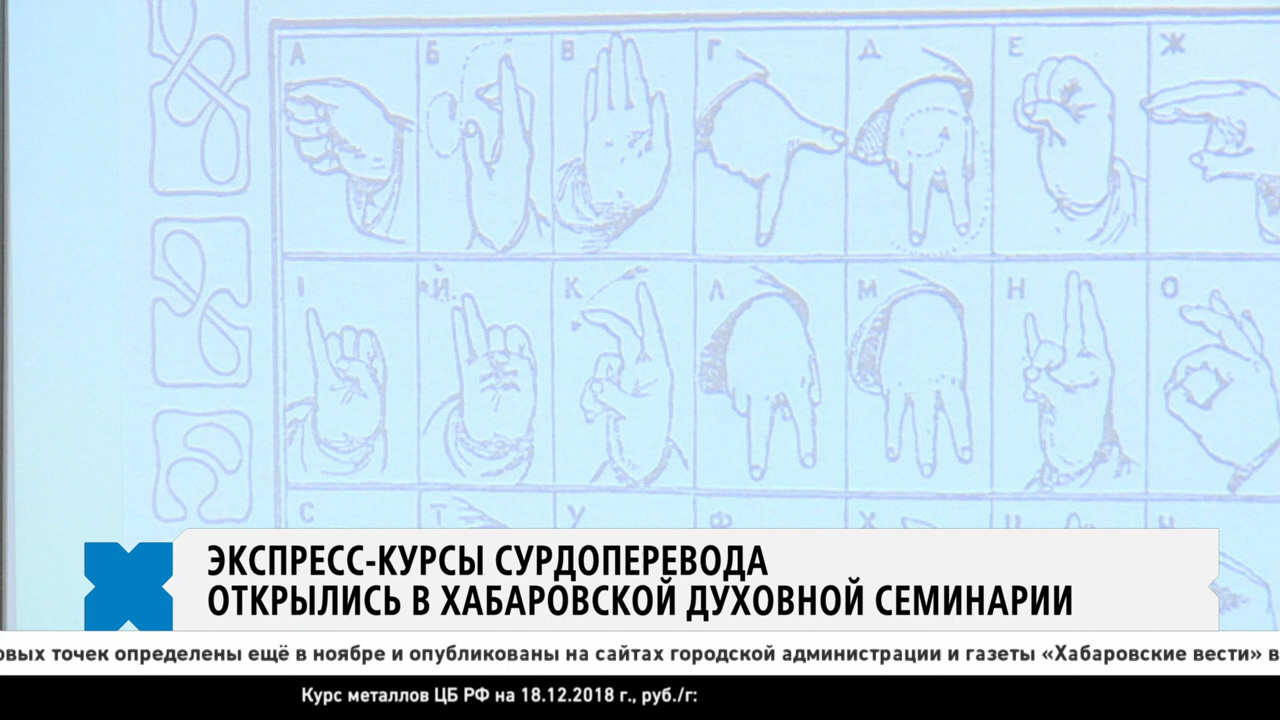 А Б В Г Д Е Ж
І Й К Л М Н О
С Т У Ф Х Ц Ч
ЭКСПРЕСС-КУРСЫ СУРДОПЕРЕВОДА
ОТКРЫЛИСЬ В ХАБАРОВСКОЙ ДУХОВНОЙ СЕМИНАРИИ
овых точек определены ещё в ноябре и опубликованы на сайтах городской администрации и газеты «Хабаровские вести» в
Курс металлов ЦБ РФ на 18.12.2018 г., руб./г: